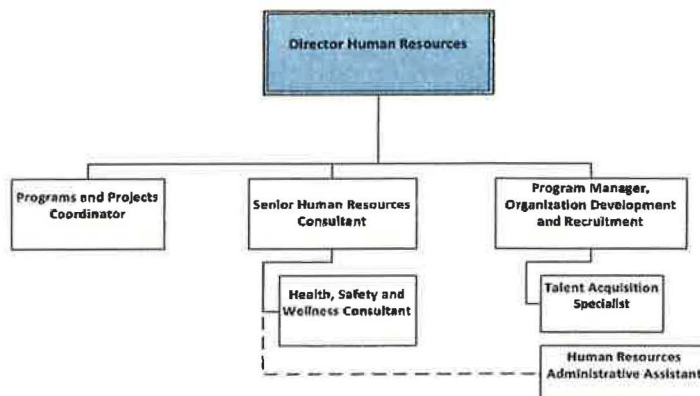 Director Human Resources
Programs and Projects
Coordinator
Senior Human Resources
Consultant
Program Manager,
Organization Development
and Recruitment
Health, Safety and
Wellness Consultant
Talent Acquisition
Specialist
Human Resources
Administrative Assistant